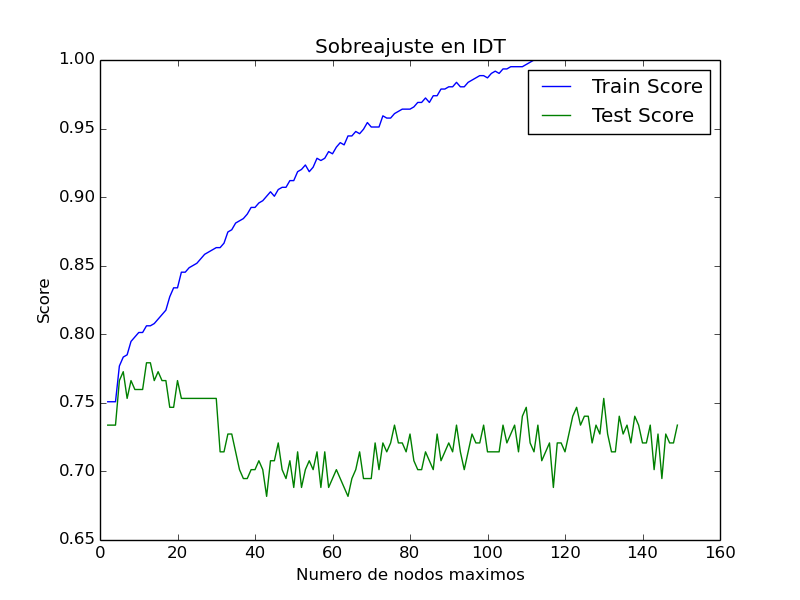 Sobreajuste en IDT
1.00
0.95
0.90
0.85
0.80
0.75
0.70
0.65
Score
Train Score
Test Score
0 20 40 60 80 100 120 140 160
Numero de nodos maximos